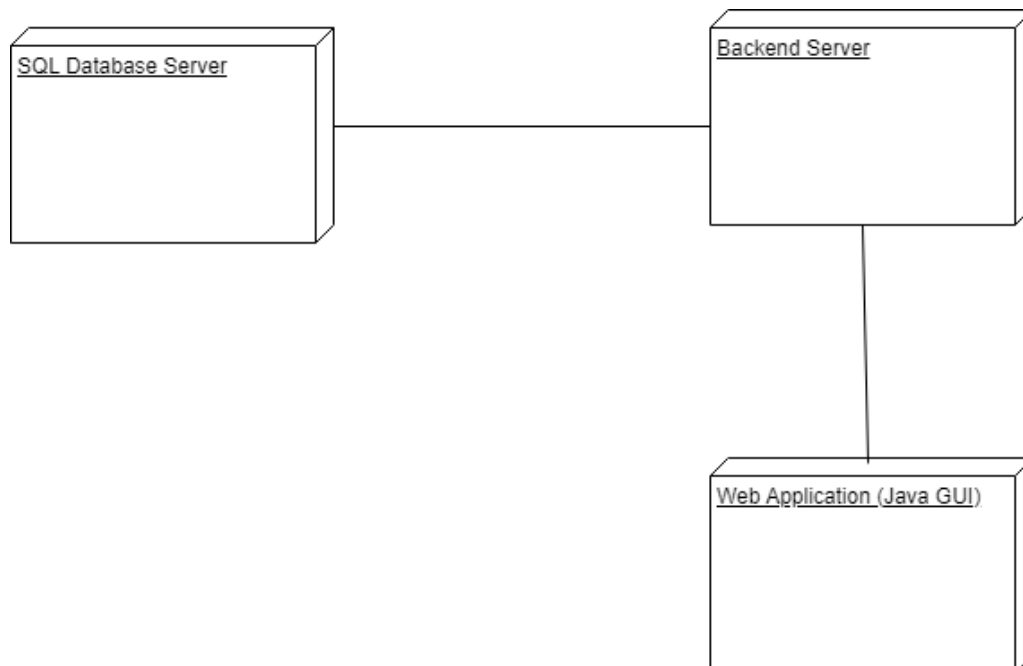 SQL Database Server
Backend Server
Web Application (Java GUI)